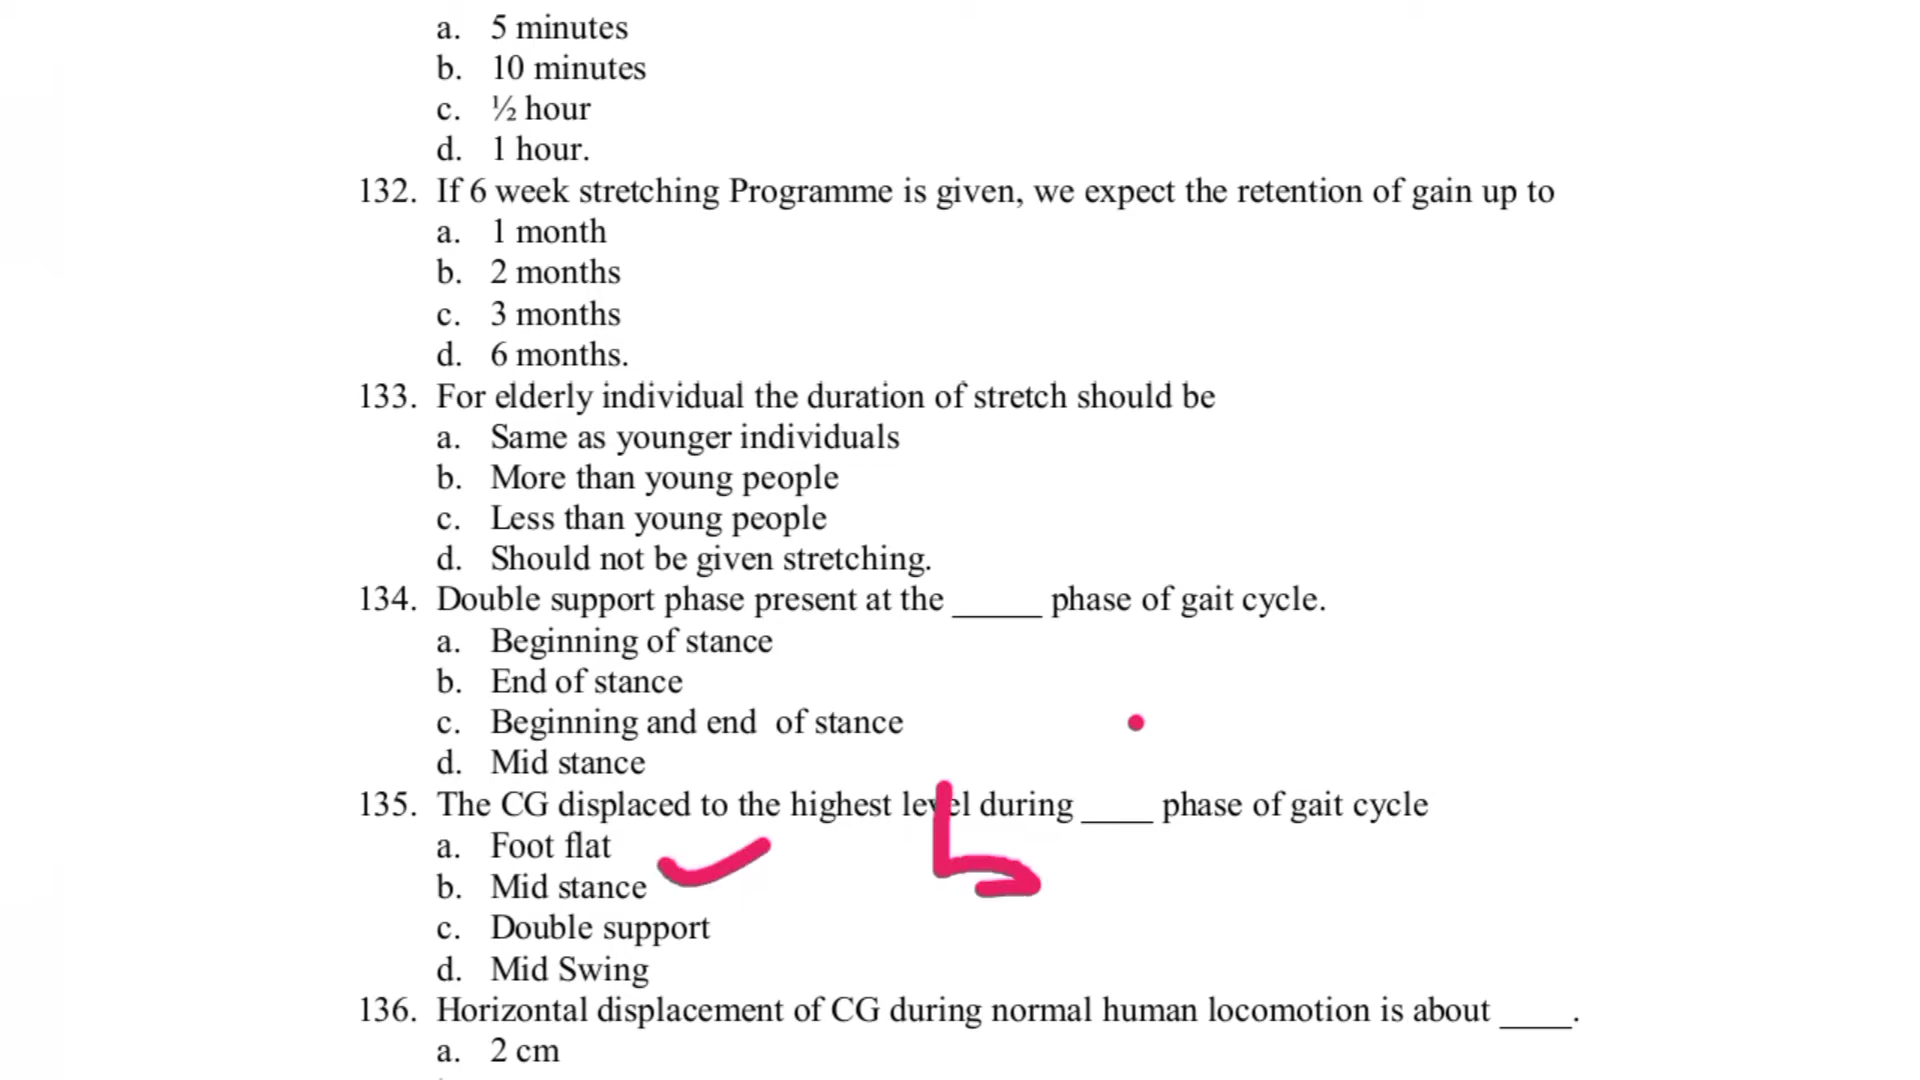 a. 5 minutes
b. 10 minutes
c. ½ hour
d. 1 hour.
132. If 6 week stretching Programme is given, we expect the retention of gain up to
a. 1 month
b. 2 months
c. 3 months
d. 6 months.
133. For elderly individual the duration of stretch should be
a. Same as younger individuals
b. More than young people
c. Less than young people
d. Should not be given stretching.
134. Double support phase present at the _____ phase of gait cycle.
a. Beginning of stance
b. End of stance
c. Beginning and end of stance
d. Mid stance
135. The CG displaced to the highest level during ____ phase of gait cycle
a. Foot flat
b. Mid stance
c. Double support
d. Mid Swing
136. Horizontal displacement of CG during normal human locomotion is about ____.
a. 2 cm